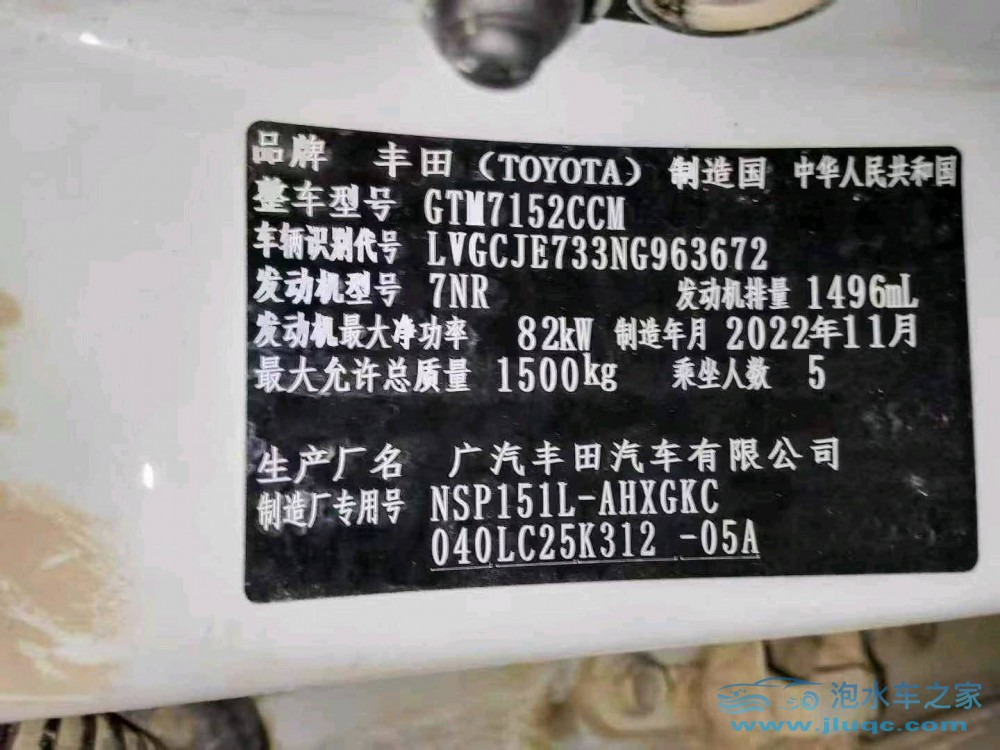 品牌 丰田（TOYOTA） 制造国 中华人民共和国
整车型号 GTM7152CCM
车辆识别代号 LVGCJE733NG963672
发动机型号 7NR 发动机排量 1496mL
发动机最大净功率 82kW 制造年月 2022年11月
最大允许总质量 1500kg 乘坐人数 5
生产厂名 广汽丰田汽车有限公司
制造厂专用号 NSP151L-AHXGKC
040LC25K312 -05A
泡水车之家
www.jluqc.com